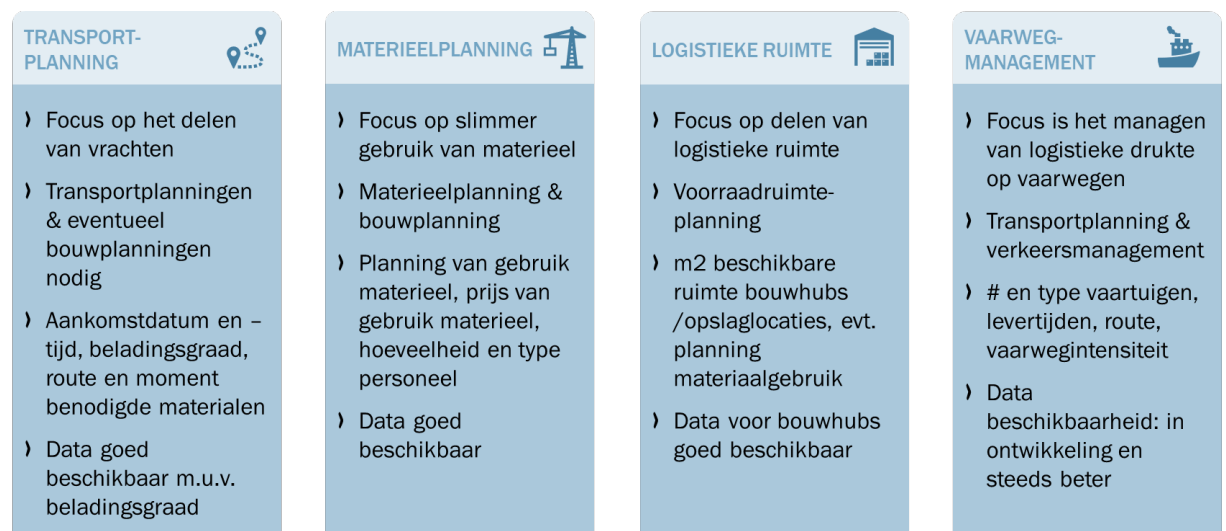 TRANSPORT-
PLANNING
❭ Focus op het delen
van vrachten
❭ Transportplanningen
& eventueel
bouwplanningen
nodig
❭ Aankomstdatum en –
tijd, beladingsgraad,
route en moment
benodigde materialen
❭ Data goed
beschikbaar m.u.v.
beladingsgraad
MATERIEELPLANNING
❭ Focus op slimmer
gebruik van materieel
❭ Materieelplanning &
bouwplanning
❭ Planning van gebruik
materieel, prijs van
gebruik materieel,
hoeveelheid en type
personeel
❭ Data goed
beschikbaar
LOGISTIEKE RUIMTE
❭ Focus op delen van
logistieke ruimte
❭ Voorraadruimte-
planning
❭ m2 beschikbare
ruimte bouwhubs
/opslaglocaties, evt.
planning
materiaalgebruik
❭ Data voor bouwhubs
goed beschikbaar
VAARWEG-
MANAGEMENT
❭ Focus is het managen
van logistieke drukte
op vaarwegen
❭ Transportplanning &
verkeersmanagement
❭ # en type vaartuigen,
levertijden, route,
vaarwegintensiteit
❭ Data
beschikbaarheid: in
ontwikkeling en
steeds beter